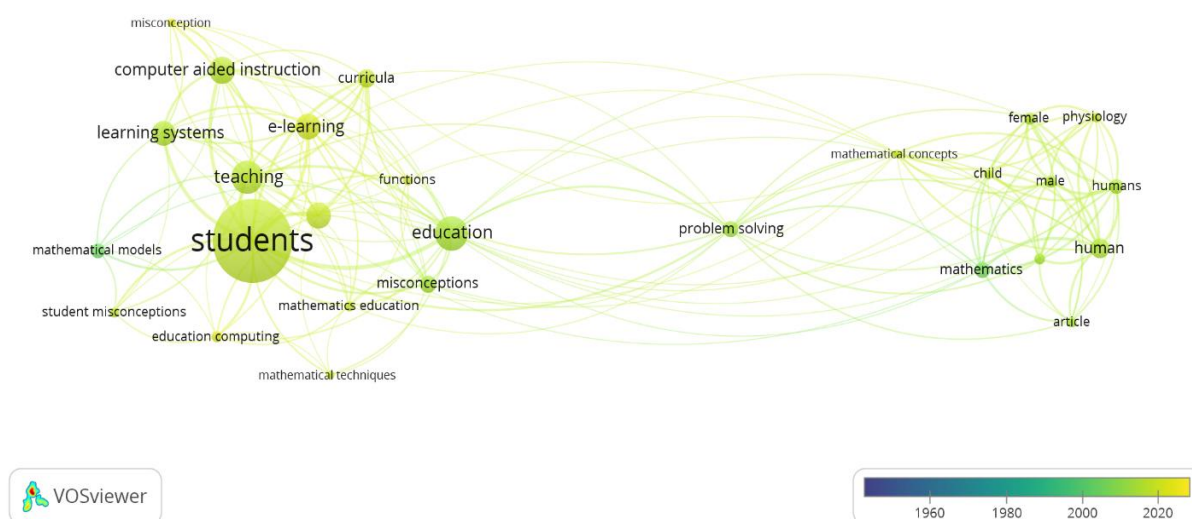 misconception
computer aided instruction
curricula
learning systems
e-learning
teaching
functions
students
education
mathematical models
misconceptions
student misconceptions
mathematics education
education computing
mathematical techniques
problem solving
mathematical concepts
female
physiology
child
male
humans
human
mathematics
article
VOSviewer
1960
1980
2000
2020